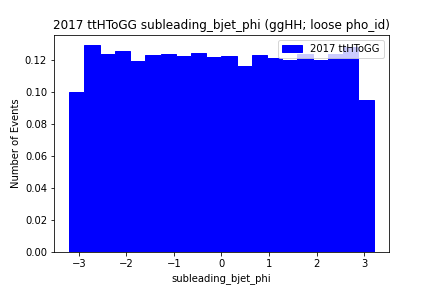 2017 ttHToGG subleading_bjet_phi (ggHH; loose pho_id)
2017 ttHToGG
Number of Events
0.12
0.10
0.08
0.06
0.04
0.02
0.00
−3 −2 −1 0 1 2 3
subleading_bjet_phi